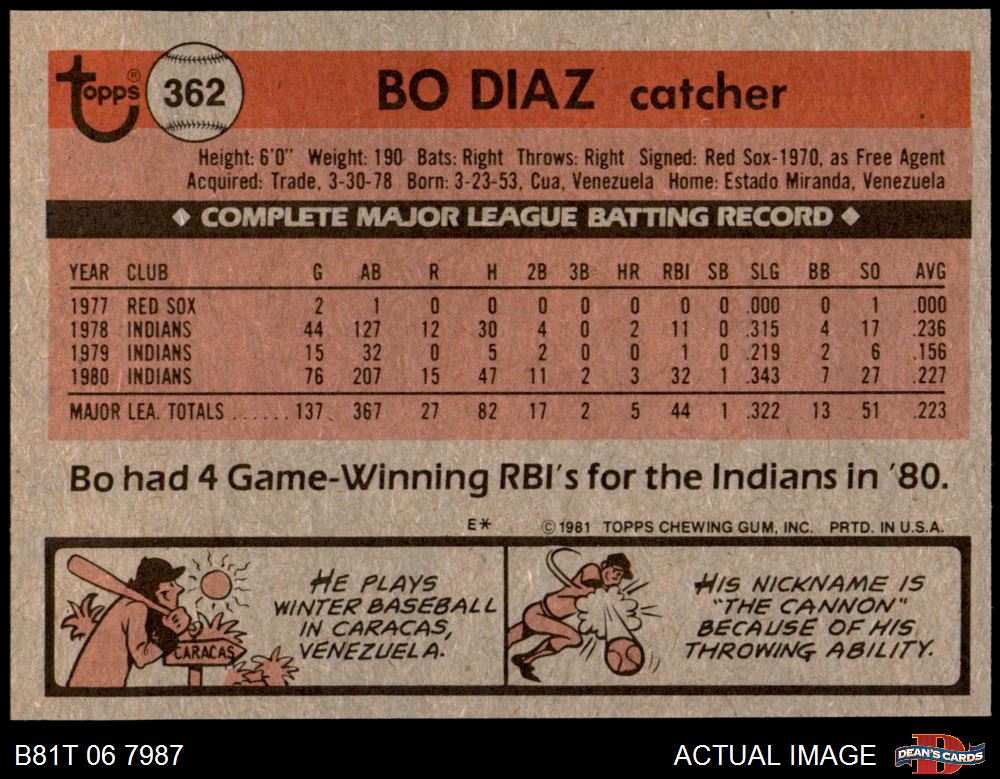 topps® 362 BO DIAZ catcher
Height: 6'0" Weight: 190 Bats: Right Throws: Right Signed: Red Sox-1970, as Free Agent
Acquired: Trade, 3-30-78 Born: 3-23-53, Cua, Venezuela Home: Estado Miranda, Venezuela
COMPLETE MAJOR LEAGUE BATTING RECORD
YEAR CLUB G AB R H 2B 3B HR RBI SB SLG BB SO AVG
1977 RED SOX 2 1 0 0 0 0 0 0 0 .000 0 1 .000
1978 INDIANS 44 127 12 30 4 0 2 11 0 .315 4 17 .236
1979 INDIANS 15 32 0 5 2 0 0 1 0 .219 2 6 .156
1980 INDIANS 76 207 15 47 11 2 3 32 1 .343 7 27 .227
MAJOR LEA. TOTALS ...... 137 367 27 82 17 2 5 44 1 .322 13 51 .223
Bo had 4 Game-Winning RBI's for the Indians in '80.
E* © 1981 TOPPS CHEWING GUM, INC. PRTD. IN U.S.A.
HE PLAYS
WINTER BASEBALL
IN CARACAS,
VENEZUELA.
CARACAS
HIS NICKNAME IS
"THE CANNON"
BECAUSE OF HIS
THROWING ABILITY.
B81T 06 7987 ACTUAL IMAGE DEAN'S CARDS